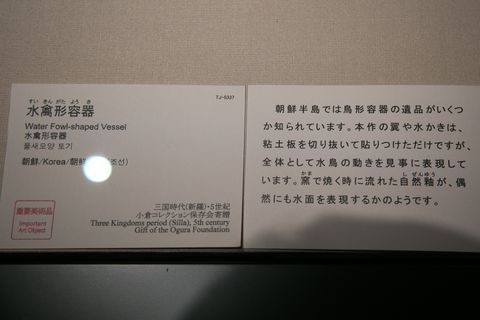 TJ-5337
すい きん がた よう き
水禽形容器
Water Fowl-shaped Vessel
水禽形容器
물새모양 토기
朝鮮/Korea/朝鮮 조선)
三国時代(新羅)・5世紀
小倉コレクション保存会寄贈
Three Kingdoms period (Silla), 5th century
Gift of the Ogura Foundation
重要美術品
Important
Art Object
朝鮮半島では鳥形容器の遺品がいくつ
か知られています。本作の翼や水かきは、
粘土板を切り抜いて貼りつけただけですが、
全体として水鳥の動きを見事に表現して
かま しぜんゆう
います。窯で焼く時に流れた自然釉が、偶
然にも水面を表現するかのようです。